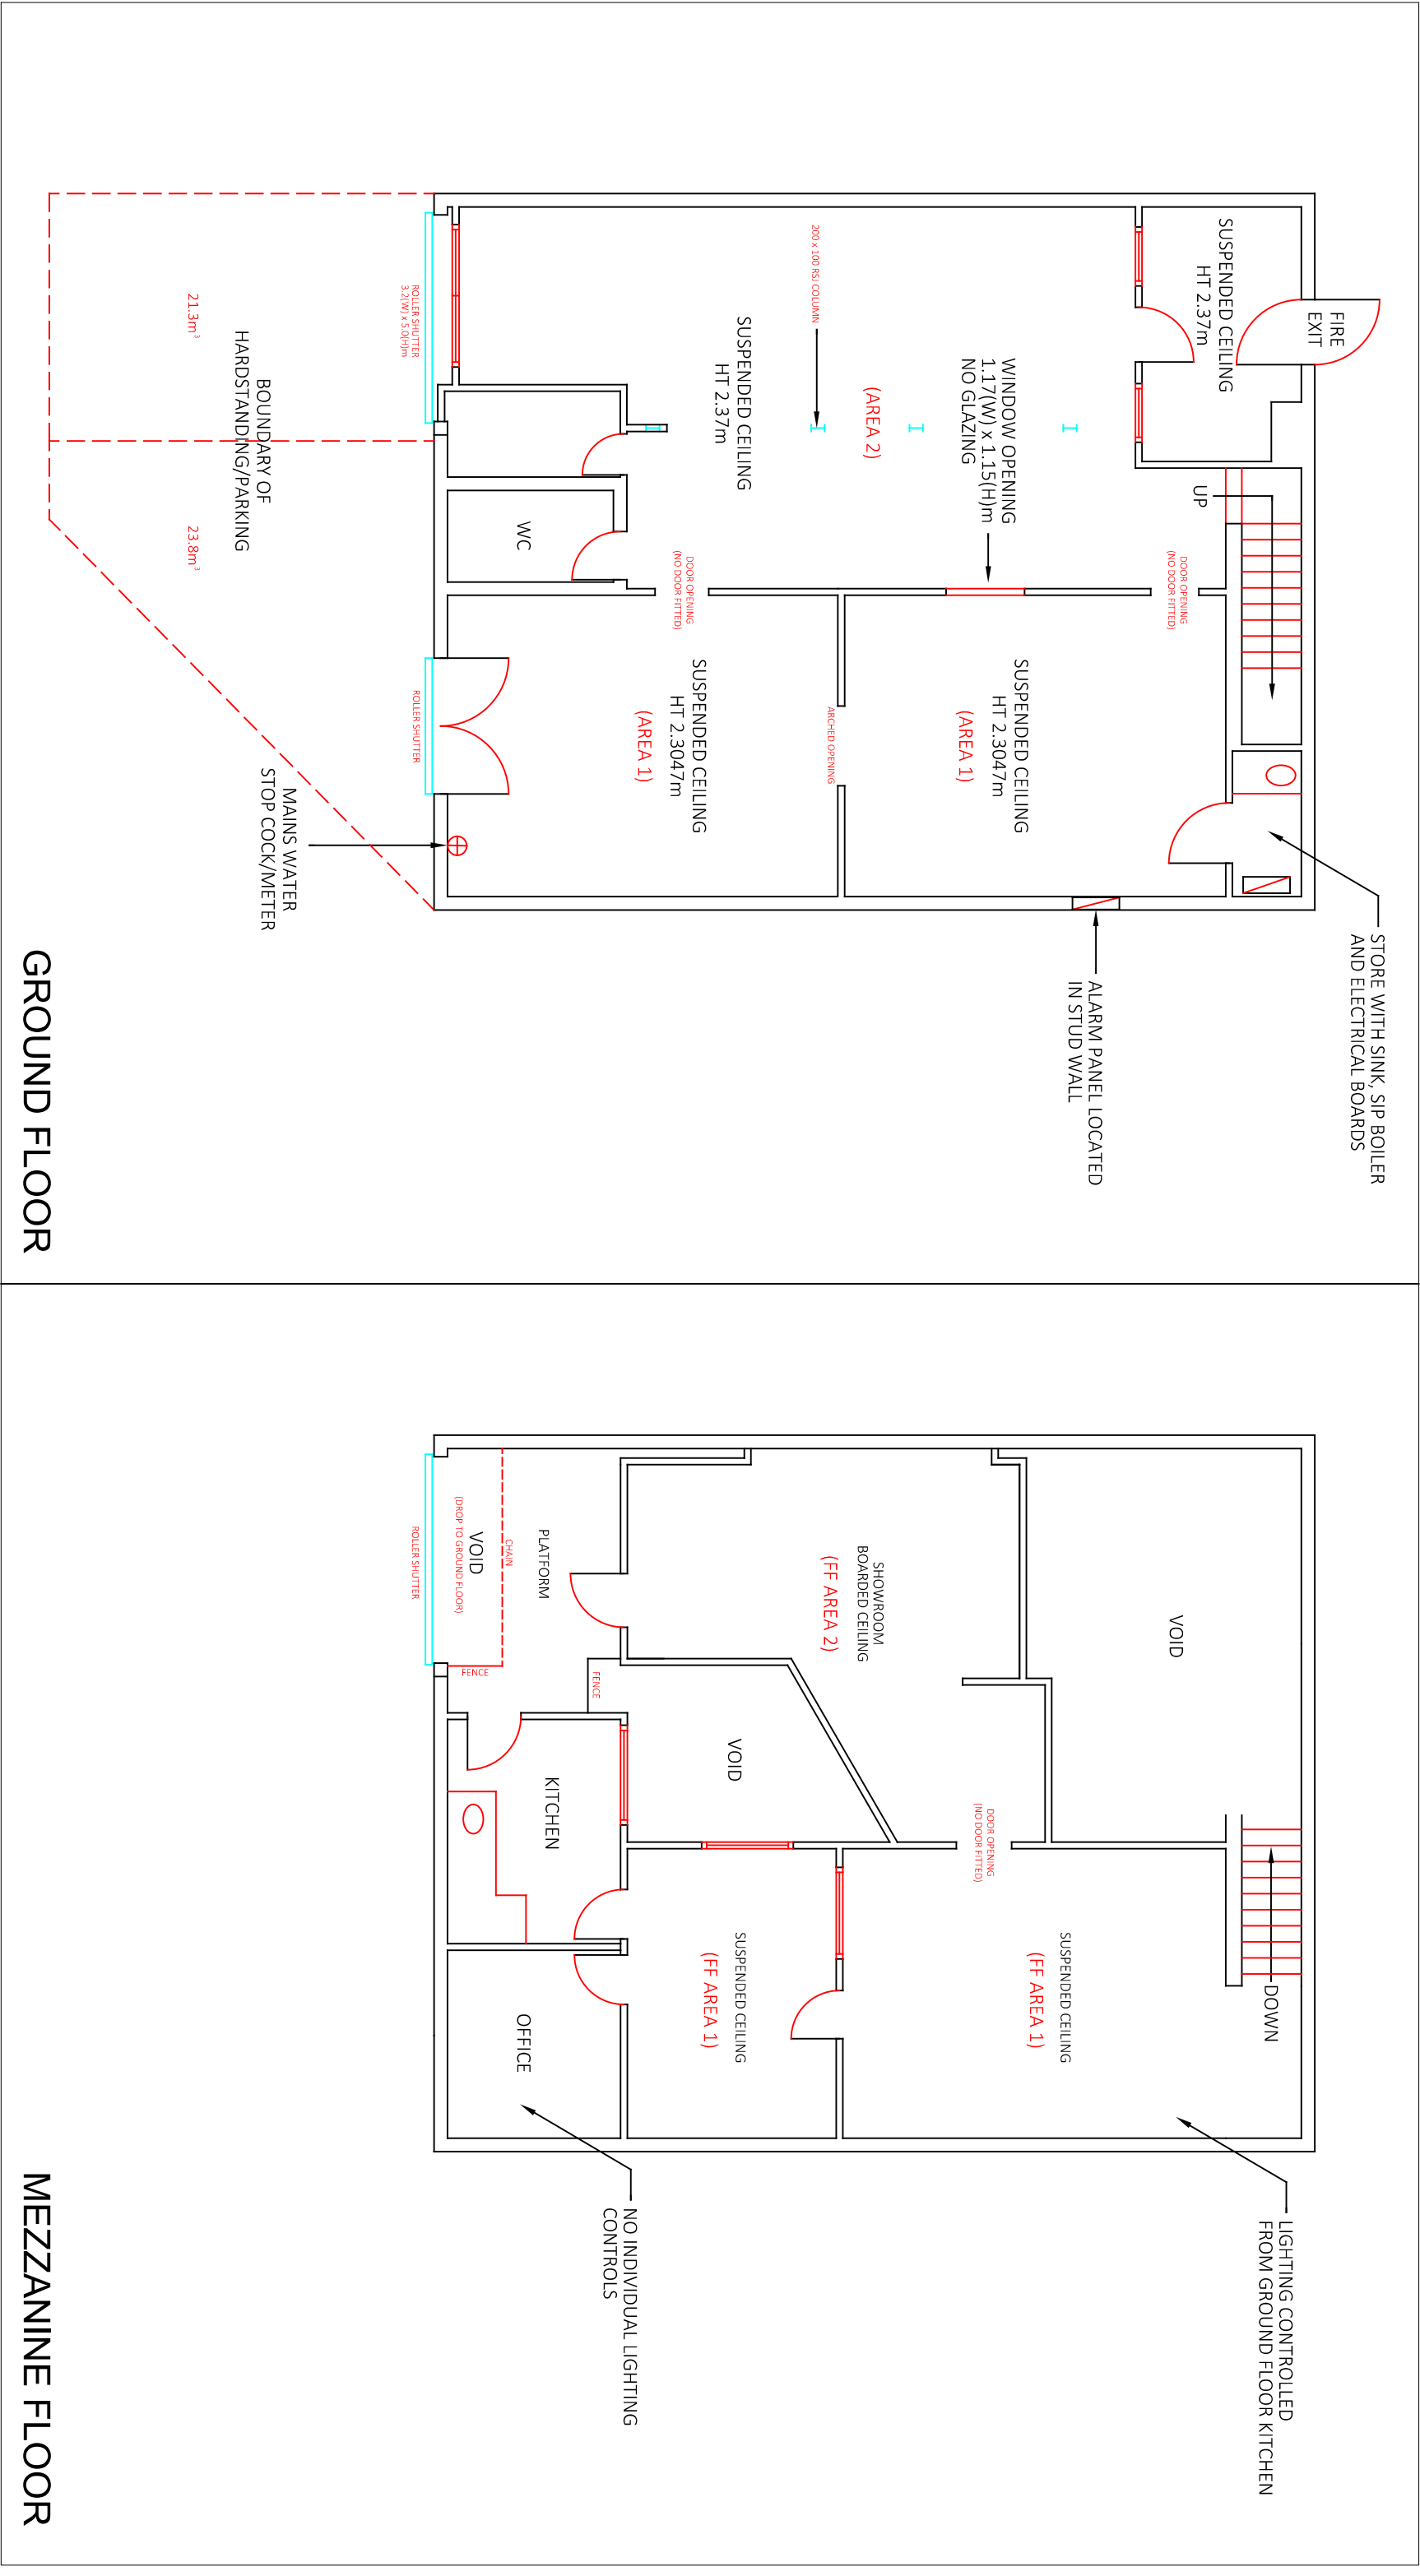 FIRE
EXIT
SUSPENDED CEILING
HT 2.37m
STORE WITH SINK, SIP BOILER
AND ELECTRICAL BOARDS
UP
DOOR OPENING
(NO DOOR FITTED)
ALARM PANEL LOCATED
IN STUD WALL
WINDOW OPENING
1.17(W) x 1.15(H)m
NO GLAZING
SUSPENDED CEILING
HT 2.3047m
(AREA 1)
(AREA 2)
200 x 100 RSJ COLUMN
ARCHED OPENING
SUSPENDED CEILING
HT 2.37m
DOOR OPENING
(NO DOOR FITTED)
SUSPENDED CEILING
HT 2.3047m
(AREA 1)
WC
ROLLER SHUTTER
3.2(W) x 5.0(H)m
ROLLER SHUTTER
BOUNDARY OF
HARDSTANDING/PARKING
MAINS WATER
STOP COCK/METER
21.3m³
23.8m³
GROUND FLOOR
LIGHTING CONTROLLED
FROM GROUND FLOOR KITCHEN
DOWN
VOID
SUSPENDED CEILING
(FF AREA 1)
DOOR OPENING
(NO DOOR FITTED)
SHOWROOM
BOARDED CEILING
(FF AREA 2)
VOID
SUSPENDED CEILING
(FF AREA 1)
NO INDIVIDUAL LIGHTING
CONTROLS
FENCE
PLATFORM
KITCHEN
OFFICE
CHAIN
VOID
(DROP TO GROUND FLOOR)
FENCE
ROLLER SHUTTER
MEZZANINE FLOOR